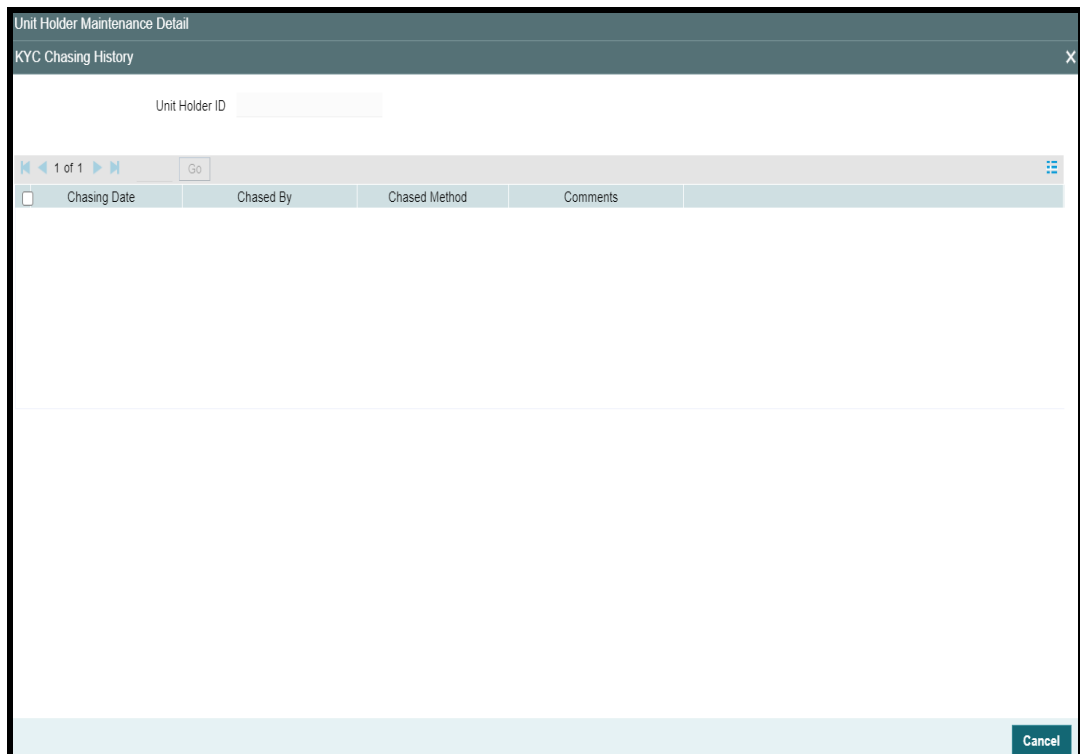 Unit Holder Maintenance Detail
KYC Chasing History X
Unit Holder ID
1 of 1 Go
Chasing Date Chased By Chased Method Comments
Cancel